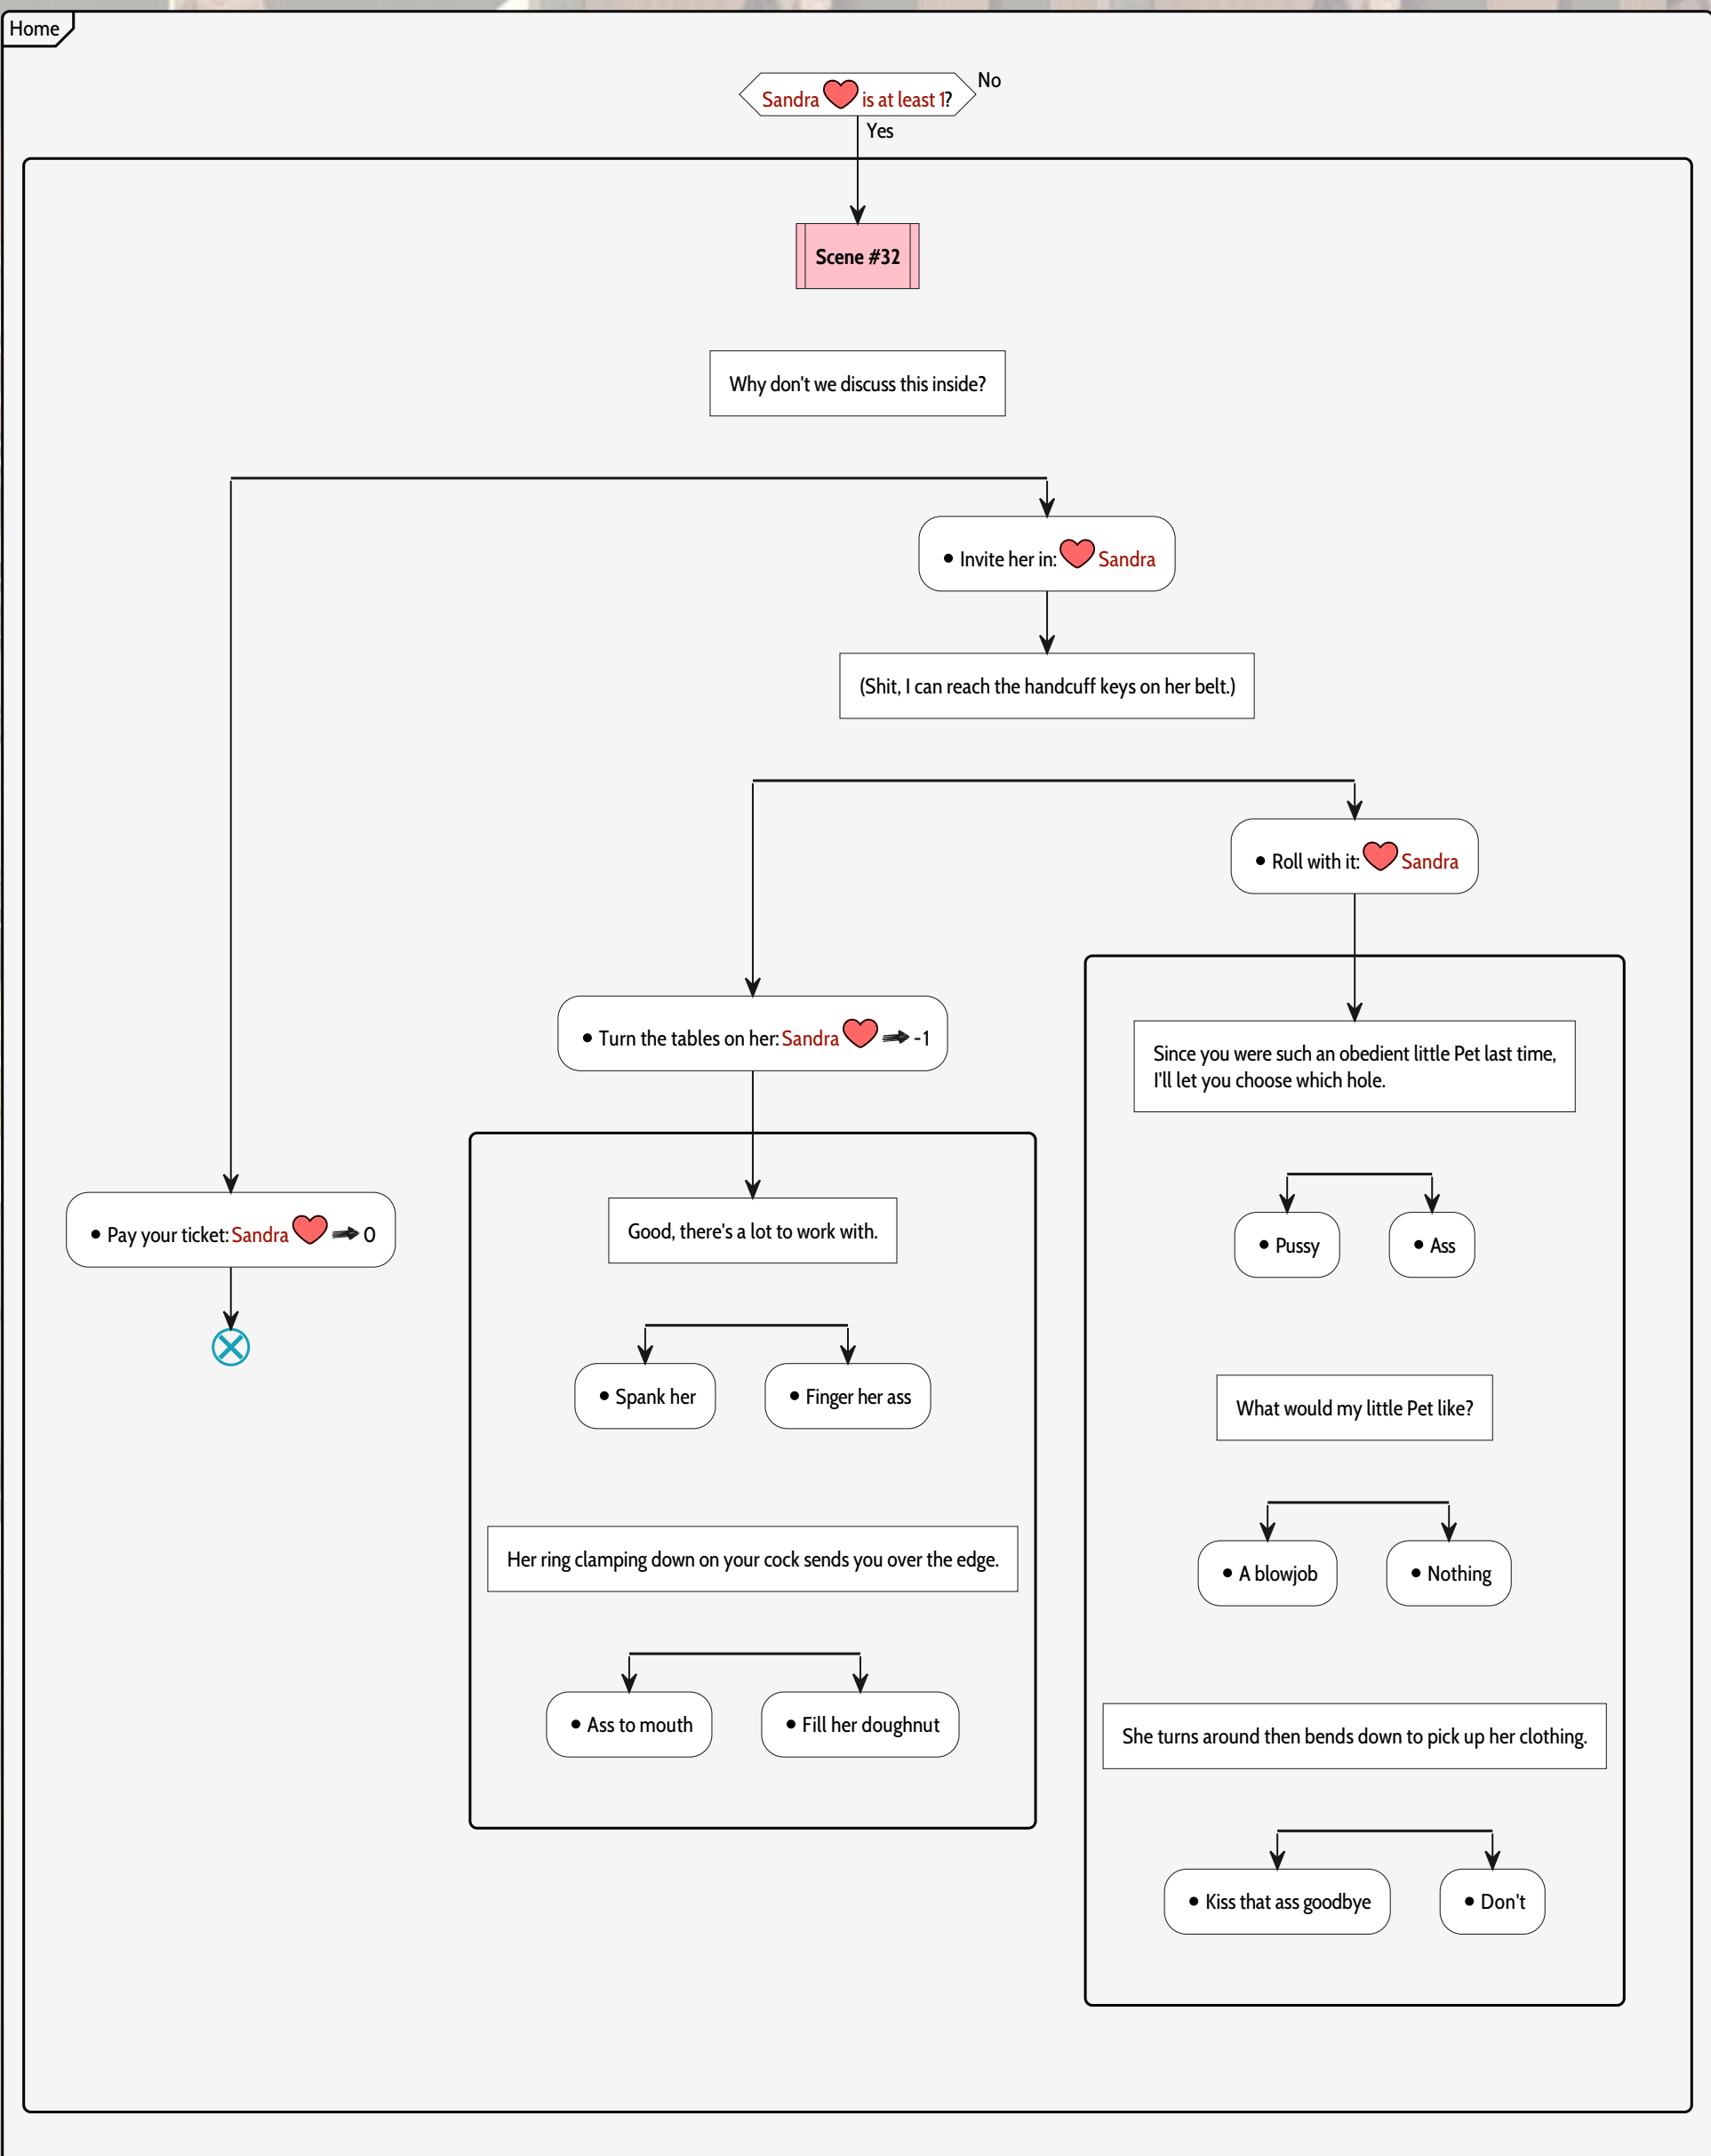 Home
Sandra is at least 1?
No
Yes
Scene #32
Why don't we discuss this inside?
• Invite her in: Sandra
(Shit, I can reach the handcuff keys on her belt.)
• Roll with it: Sandra
• Turn the tables on her: Sandra -1
Since you were such an obedient little Pet last time,
I'll let you choose which hole.
• Pay your ticket: Sandra 0
Good, there's a lot to work with.
• Pussy
• Ass
• Spank her
• Finger her ass
What would my little Pet like?
Her ring clamping down on your cock sends you over the edge.
• A blowjob
• Nothing
• Ass to mouth
• Fill her doughnut
She turns around then bends down to pick up her clothing.
• Kiss that ass goodbye
• Don't